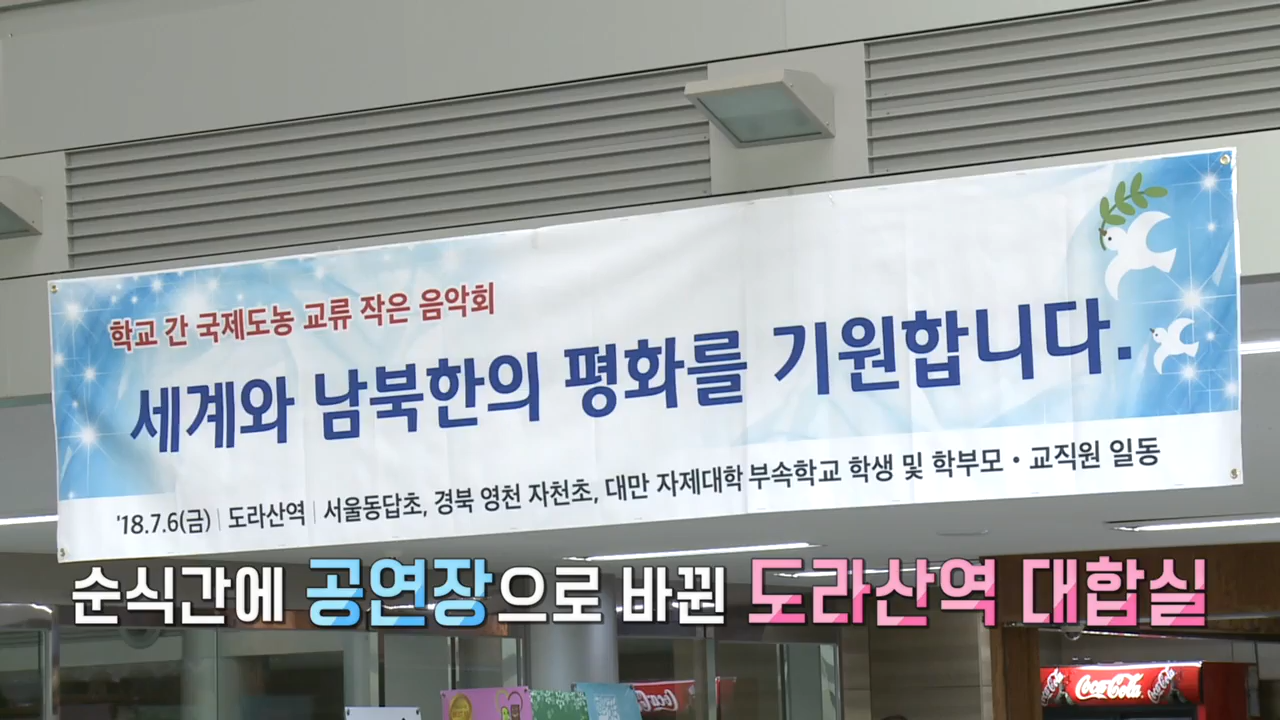 학교 간 국제도농 교류 작은 음악회
세계와 남북한의 평화를 기원합니다.
'18.7.6(금) | 도라산역 | 서울동답초, 경북 영천 자천초, 대만 자제대학 부속학교 학생 및 학부모 · 교직원 일동
순식간에 공연장으로 바뀐 도라산역 대합실
Coca-Cola
Coca-Cola